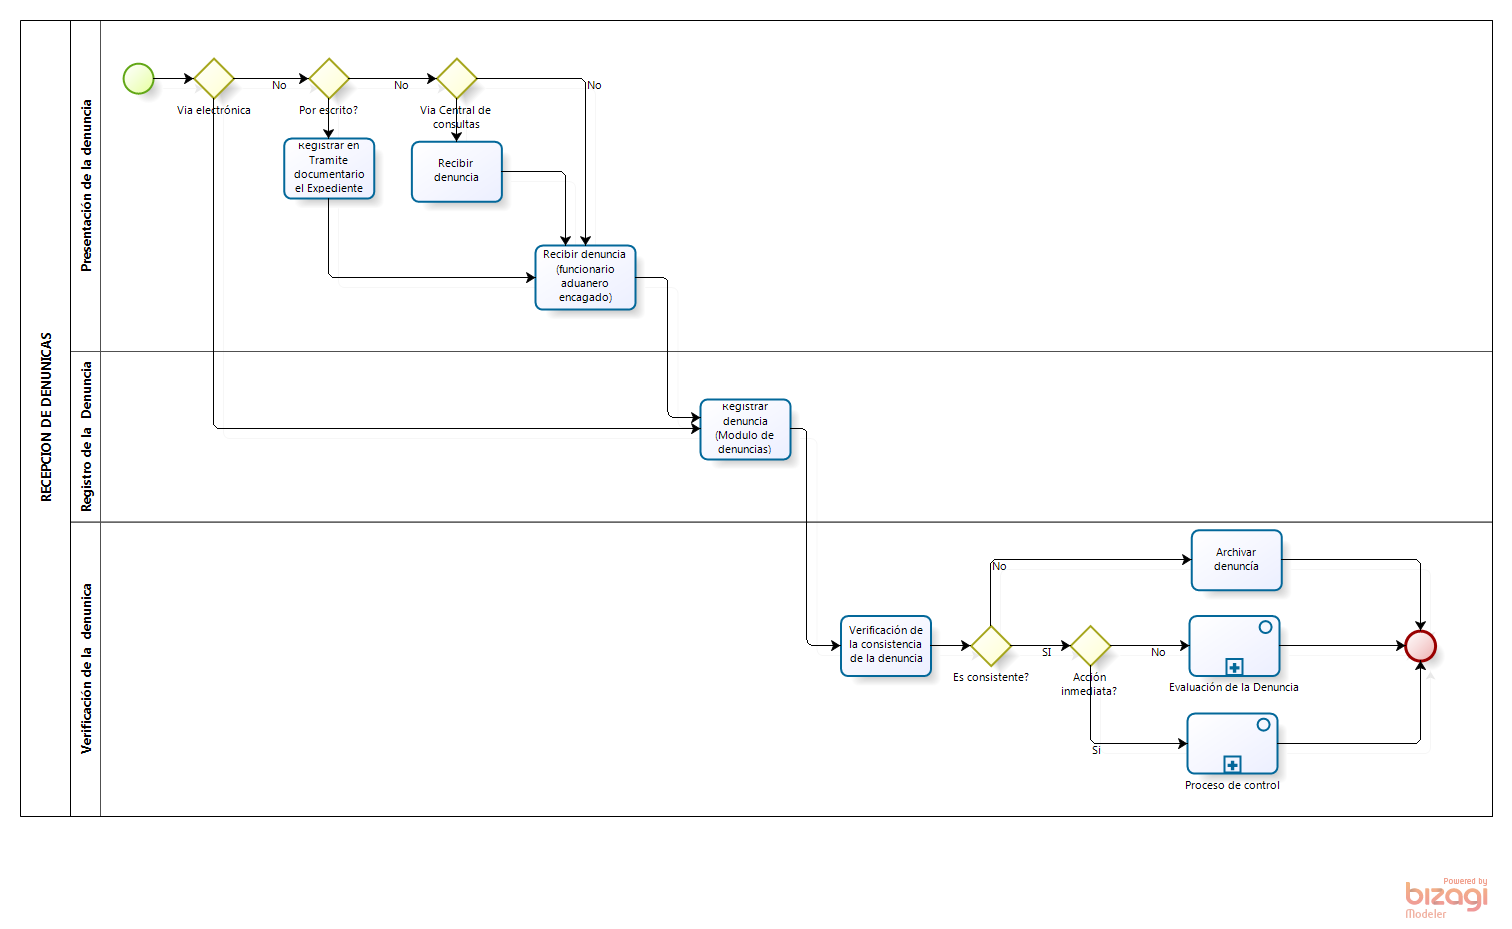 RECEPCION DE DENUNICAS
Presentación de la denuncia
No
No
No
Via electrónica
Por escrito?
Via Central de
consultas
Registrar en
Tramite
documentario
el Expediente
Recibir
denuncia
Recibir denuncia
(funcionario
aduanero
encagado)
Registro de la Denuncia
Registrar
denuncia
(Modulo de
denuncias)
Verificación de la denunica
Verificación de
la consistencia
de la denuncia
Es consistente?
No
SI
Acción
inmediata?
No
Si
Archivar
denuncía
Evaluación de la Denuncia
Proceso de control
Powered by
bizagi
Modeler